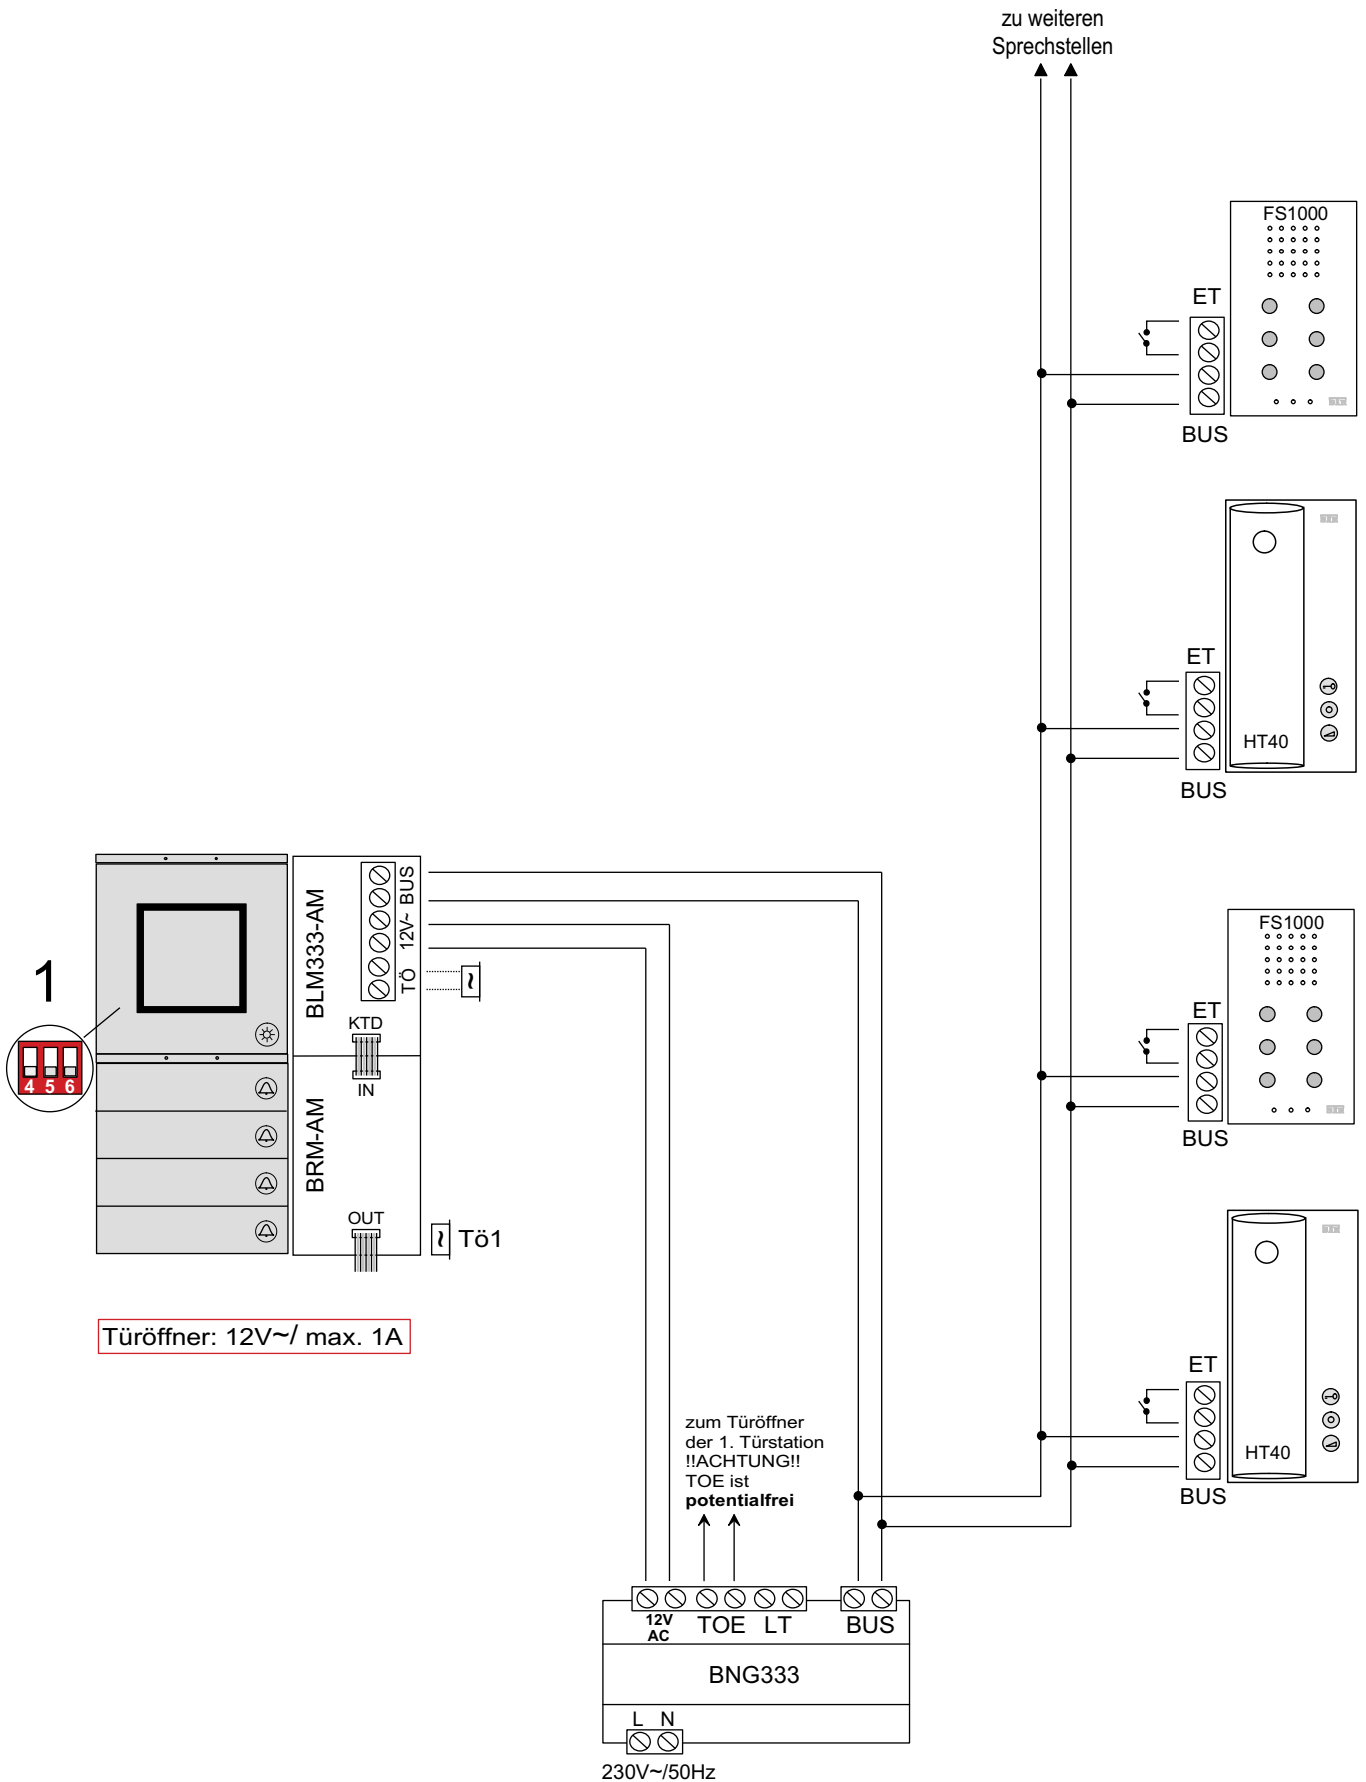 zu weiteren
Sprechstellen
FS1000
ET
BUS
ET
HT40
BUS
BLM333-AM
BUS
12V~
TÖ
~
1
4 5 6
KTD
IN
BRM-AM
OUT
~ Tö1
FS1000
ET
BUS
Türöffner: 12V~/ max. 1A
ET
HT40
BUS
zum Türöffner
der 1. Türstation
!!ACHTUNG!!
TOE ist
potentialfrei
12V
AC
TOE LT BUS
BNG333
L N
230V~/50Hz